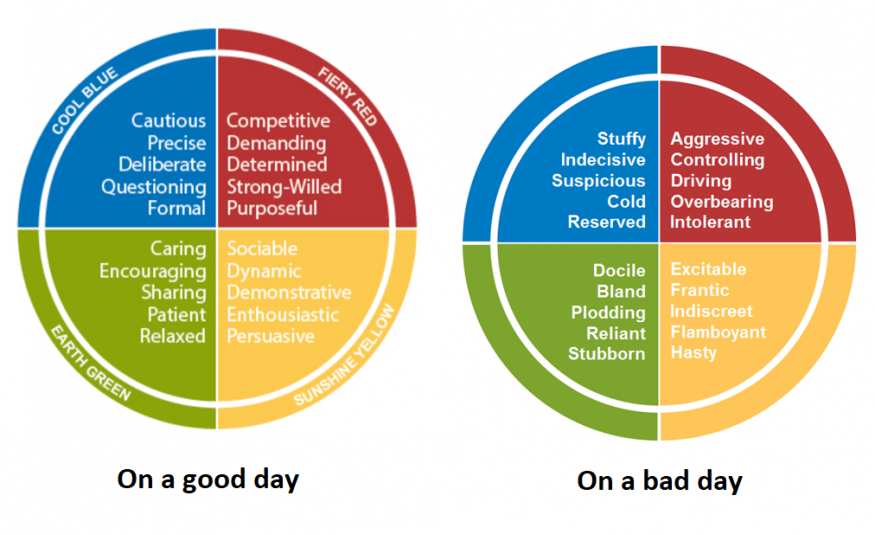 COOL BLUE
FIERY RED
Cautious
Precise
Deliberate
Questioning
Formal
Competitive
Demanding
Determined
Strong-Willed
Purposeful
Caring
Encouraging
Sharing
Patient
Relaxed
Sociable
Dynamic
Demonstrative
Enthousiastic
Persuasive
EARTH GREEN
SUNSHINE YELLOW
On a good day
Stuffy
Indecisive
Suspicious
Cold
Reserved
Aggressive
Controlling
Driving
Overbearing
Intolerant
Docile
Bland
Plodding
Reliant
Stubborn
Excitable
Frantic
Indiscreet
Flamboyant
Hasty
On a bad day